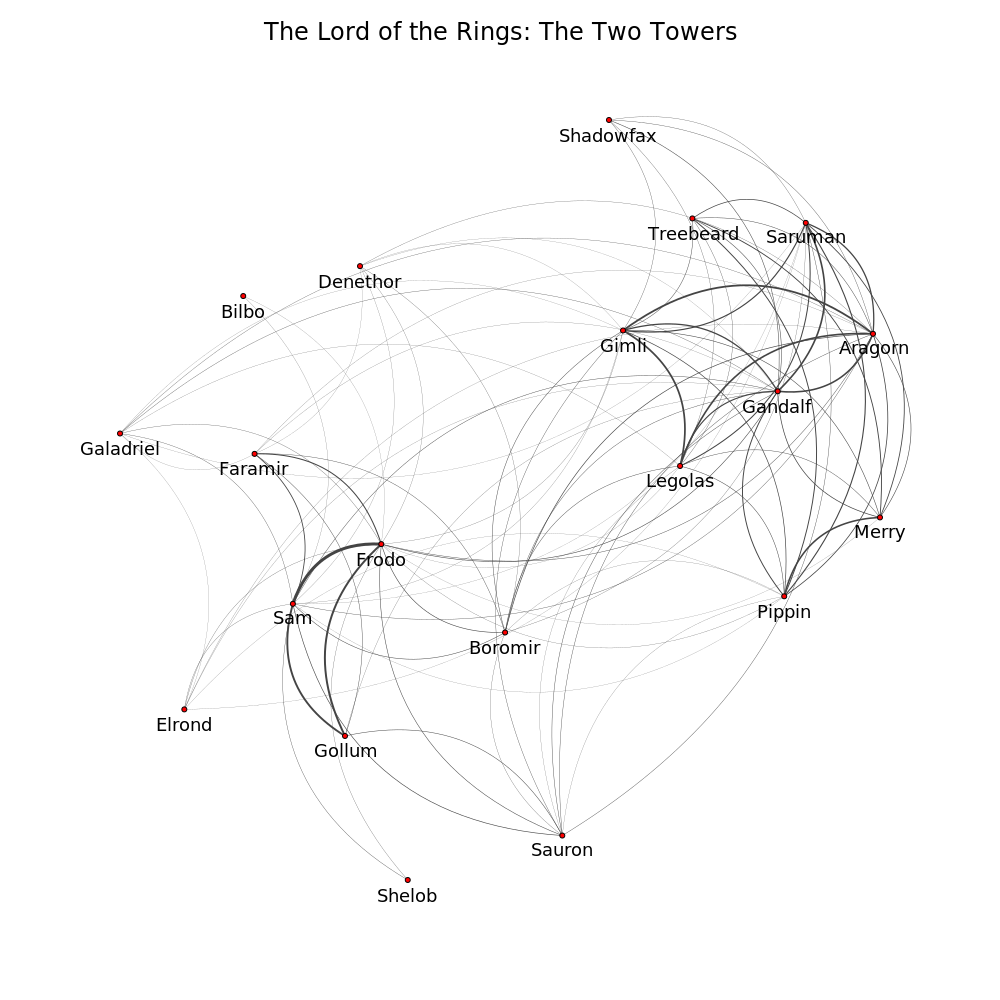 The Lord of the Rings: The Two Towers
Shadowfax
Treebeard
Saruman
Denethor
Bilbo
Gimli
Aragorn
Gandalf
Galadriel
Faramir
Legolas
Merry
Frodo
Pippin
Sam
Boromir
Elrond
Gollum
Sauron
Shelob